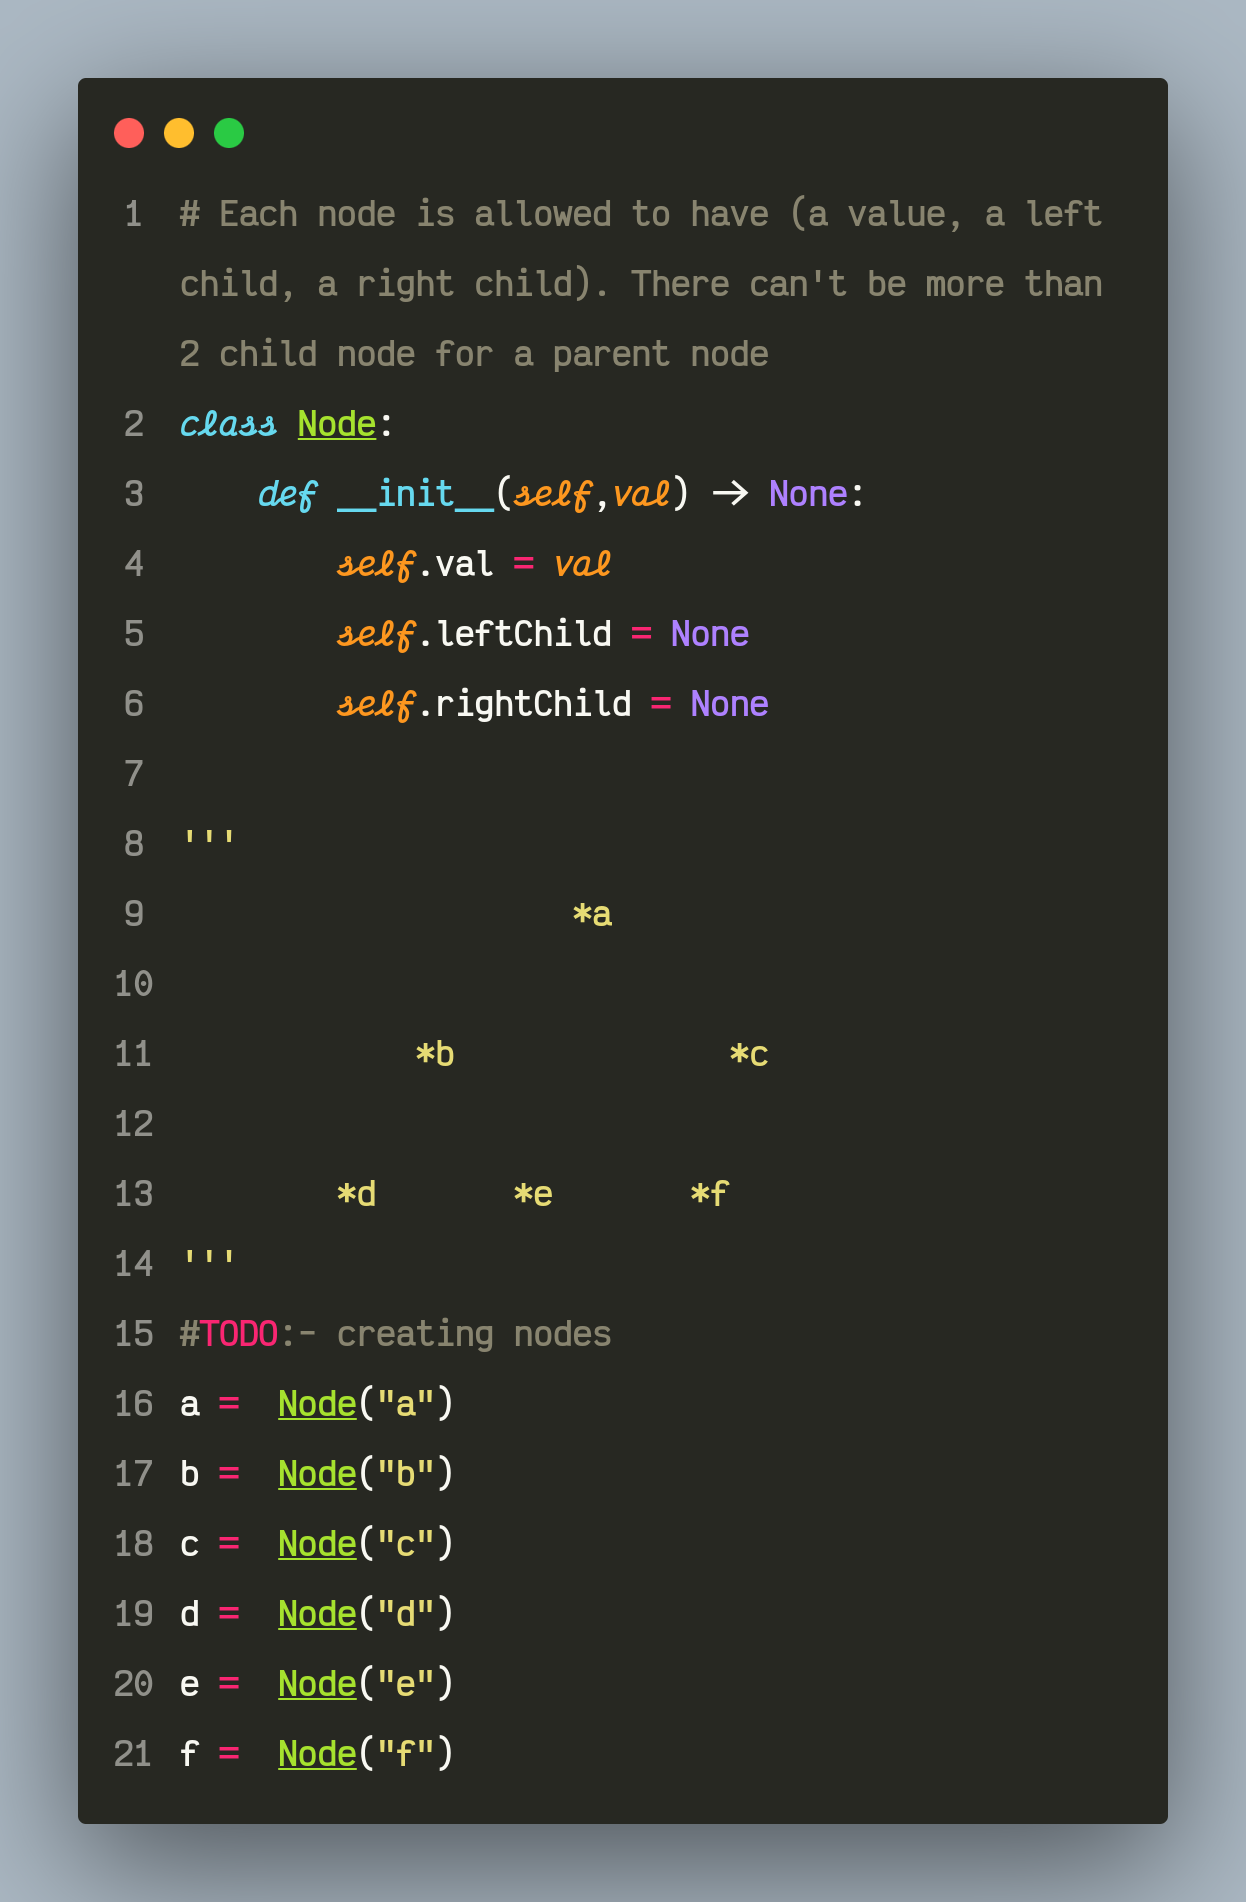 1 # Each node is allowed to have (a value, a left
child, a right child). There can't be more than
2 child node for a parent node
2 class Node:
3     def __init__(self,val) -> None:
4         self.val = val
5         self.leftChild = None
6         self.rightChild = None
7
8 '''
9                     *a
10
11             *b              *c
12
13         *d       *e       *f
14 '''
15 #TODO:- creating nodes
16 a =  Node("a")
17 b =  Node("b")
18 c =  Node("c")
19 d =  Node("d")
20 e =  Node("e")
21 f =  Node("f")